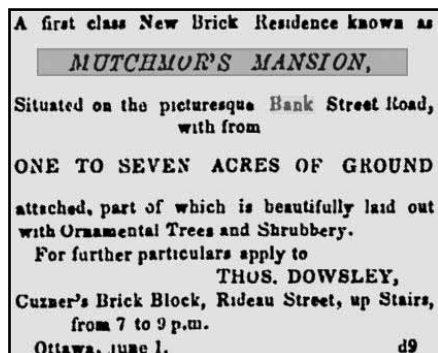 A first class New Brick Residence known as
MUTCHMOR'S MANSION,
Situated on the picturesque Bank Street Road,
with from
ONE TO SEVEN ACRES OF GROUND
attached, part of which is beautifully laid out
with Ornamental Trees and Shrubbery.
For further particulars apply to
THOS. DOWSLEY,
Cuzner's Brick Block, Rideau Street, up Stairs,
from 7 to 9 p.m.
Ottawa, June 1. d9